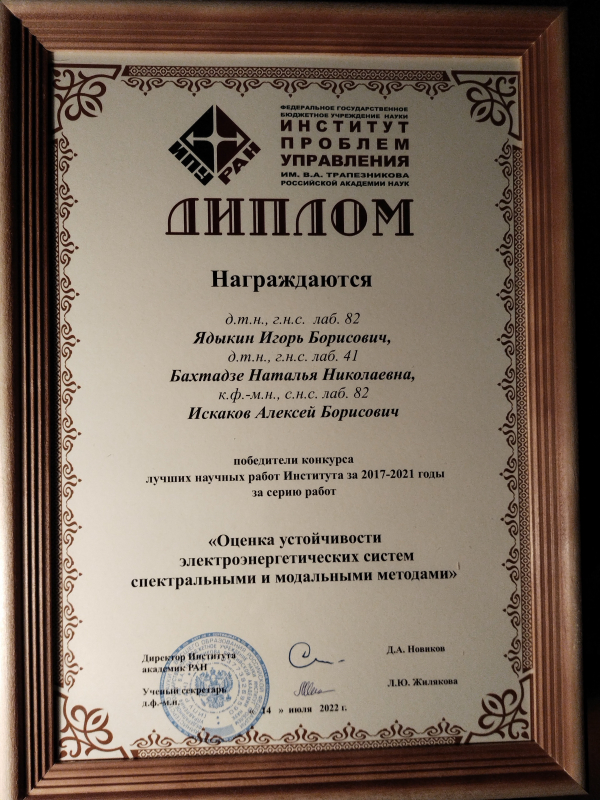 ФЕДЕРАЛЬНОЕ ГОСУДАРСТВЕННОЕ
БЮДЖЕТНОЕ УЧРЕЖДЕНИЕ НАУКИ
ИНСТИТУТ
ПРОБЛЕМ
УПРАВЛЕНИЯ
ИМ. В.А. ТРАПЕЗНИКОВА
РОССИЙСКОЙ АКАДЕМИИ НАУК
ИПУ РАН
ДИПЛОМ
Награждаются
д.т.н., г.н.с. лаб. 82
Ядыкин Игорь Борисович,
д.т.н., г.н.с. лаб. 41
Бахтадзе Наталья Николаевна,
к.ф.-м.н., с.н.с. лаб. 82
Искаков Алексей Борисович
победители конкурса
лучших научных работ Института за 2017-2021 годы
за серию работ
«Оценка устойчивости
электроэнергетических систем
спектральными и модальными методами»
Директор Института
академик РАН
Д.А. Новиков
Ученый секретарь
д.ф.-м.н.
Л.Ю. Жилякова
« 14 » июля 2022 г.